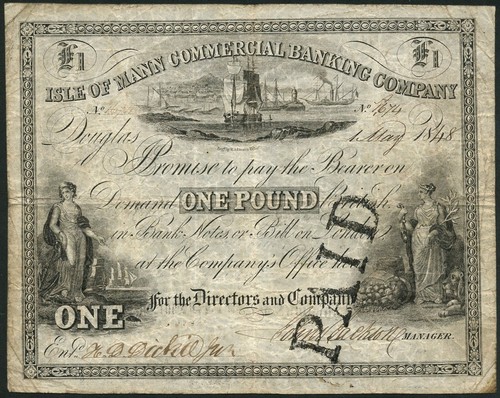 £1 £1
ISLE OF MANN COMMERCIAL BANKING COMPANY
No. No.
Douglas 1 May 1848
Promise to pay the Bearer on
Demand ONE POUND British
in Bank Notes, or Bill on London
at the Company's Office here
For the Directors and Company
ONE
MANAGER.
Entd.
PAID